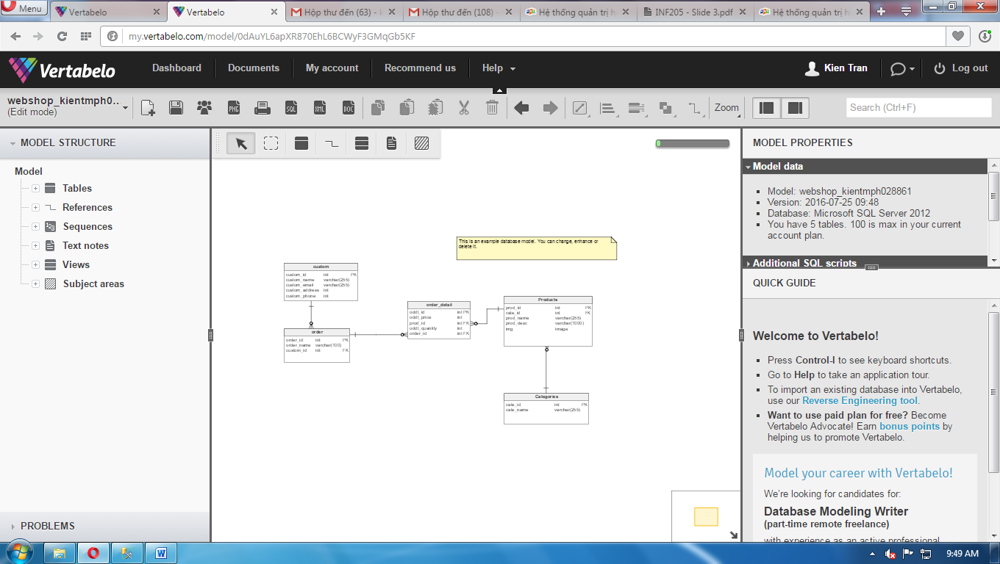 Menu
Vertabelo
Vertabelo
Hộp thư đến (63) -
Hộp thư đến (108) -
Hệ thống quản trị h
INF205 - Slide 3.pdf
Hệ thống quản trị h
my.vertabelo.com/model/0dAuYL6apXR870EhL6BCWyF3GMqGb5KF
Vertabelo
Dashboard
Documents
My account
Recommend us
Help
Kien Tran
Log out
webshop_kientmph0..
(Edit mode)
PNG
SQL
XML
DOC
Zoom
Search (Ctrl+F)
MODEL STRUCTURE
Model
Tables
References
123
Sequences
Text notes
Views
Subject areas
PROBLEMS
This is an example database model. You can change, enhance or
delete it.
custom
custom_id int PK
custom_name varchar(255)
custom_email varchar(255)
custom_address int
custom_phone int
order
order_id int PK
order_name varchar(100)
custom_id int FK
order_detail
oddt_id int PK
oddt_price int
prod_id int FK
oddt_quantity int
order_id int FK
Products
prod_id int PK
cate_id int FK
prod_name varchar(255)
prod_desc varchar(1000)
img image
Categories
cate_id int PK
cate_name varchar(255)
MODEL PROPERTIES
Model data
Model: webshop_kientmph028861
Version: 2016-07-25 09:48
Database: Microsoft SQL Server 2012
You have 5 tables. 100 is max in your current
account plan.
Additional SQL scripts
QUICK GUIDE
Welcome to Vertabelo!
Press Control-I to see keyboard shortcuts.
Go to Help to take an application tour.
To import an existing database into Vertabelo,
use our Reverse Engineering tool.
Want to use paid plan for free? Become
Vertabelo Advocate! Earn bonus points by
helping us to promote Vertabelo.
Model your career with Vertabelo!
We're looking for candidates for:
Database Modeling Writer
(part-time remote freelance)
with experience as an active professional
9:49 AM